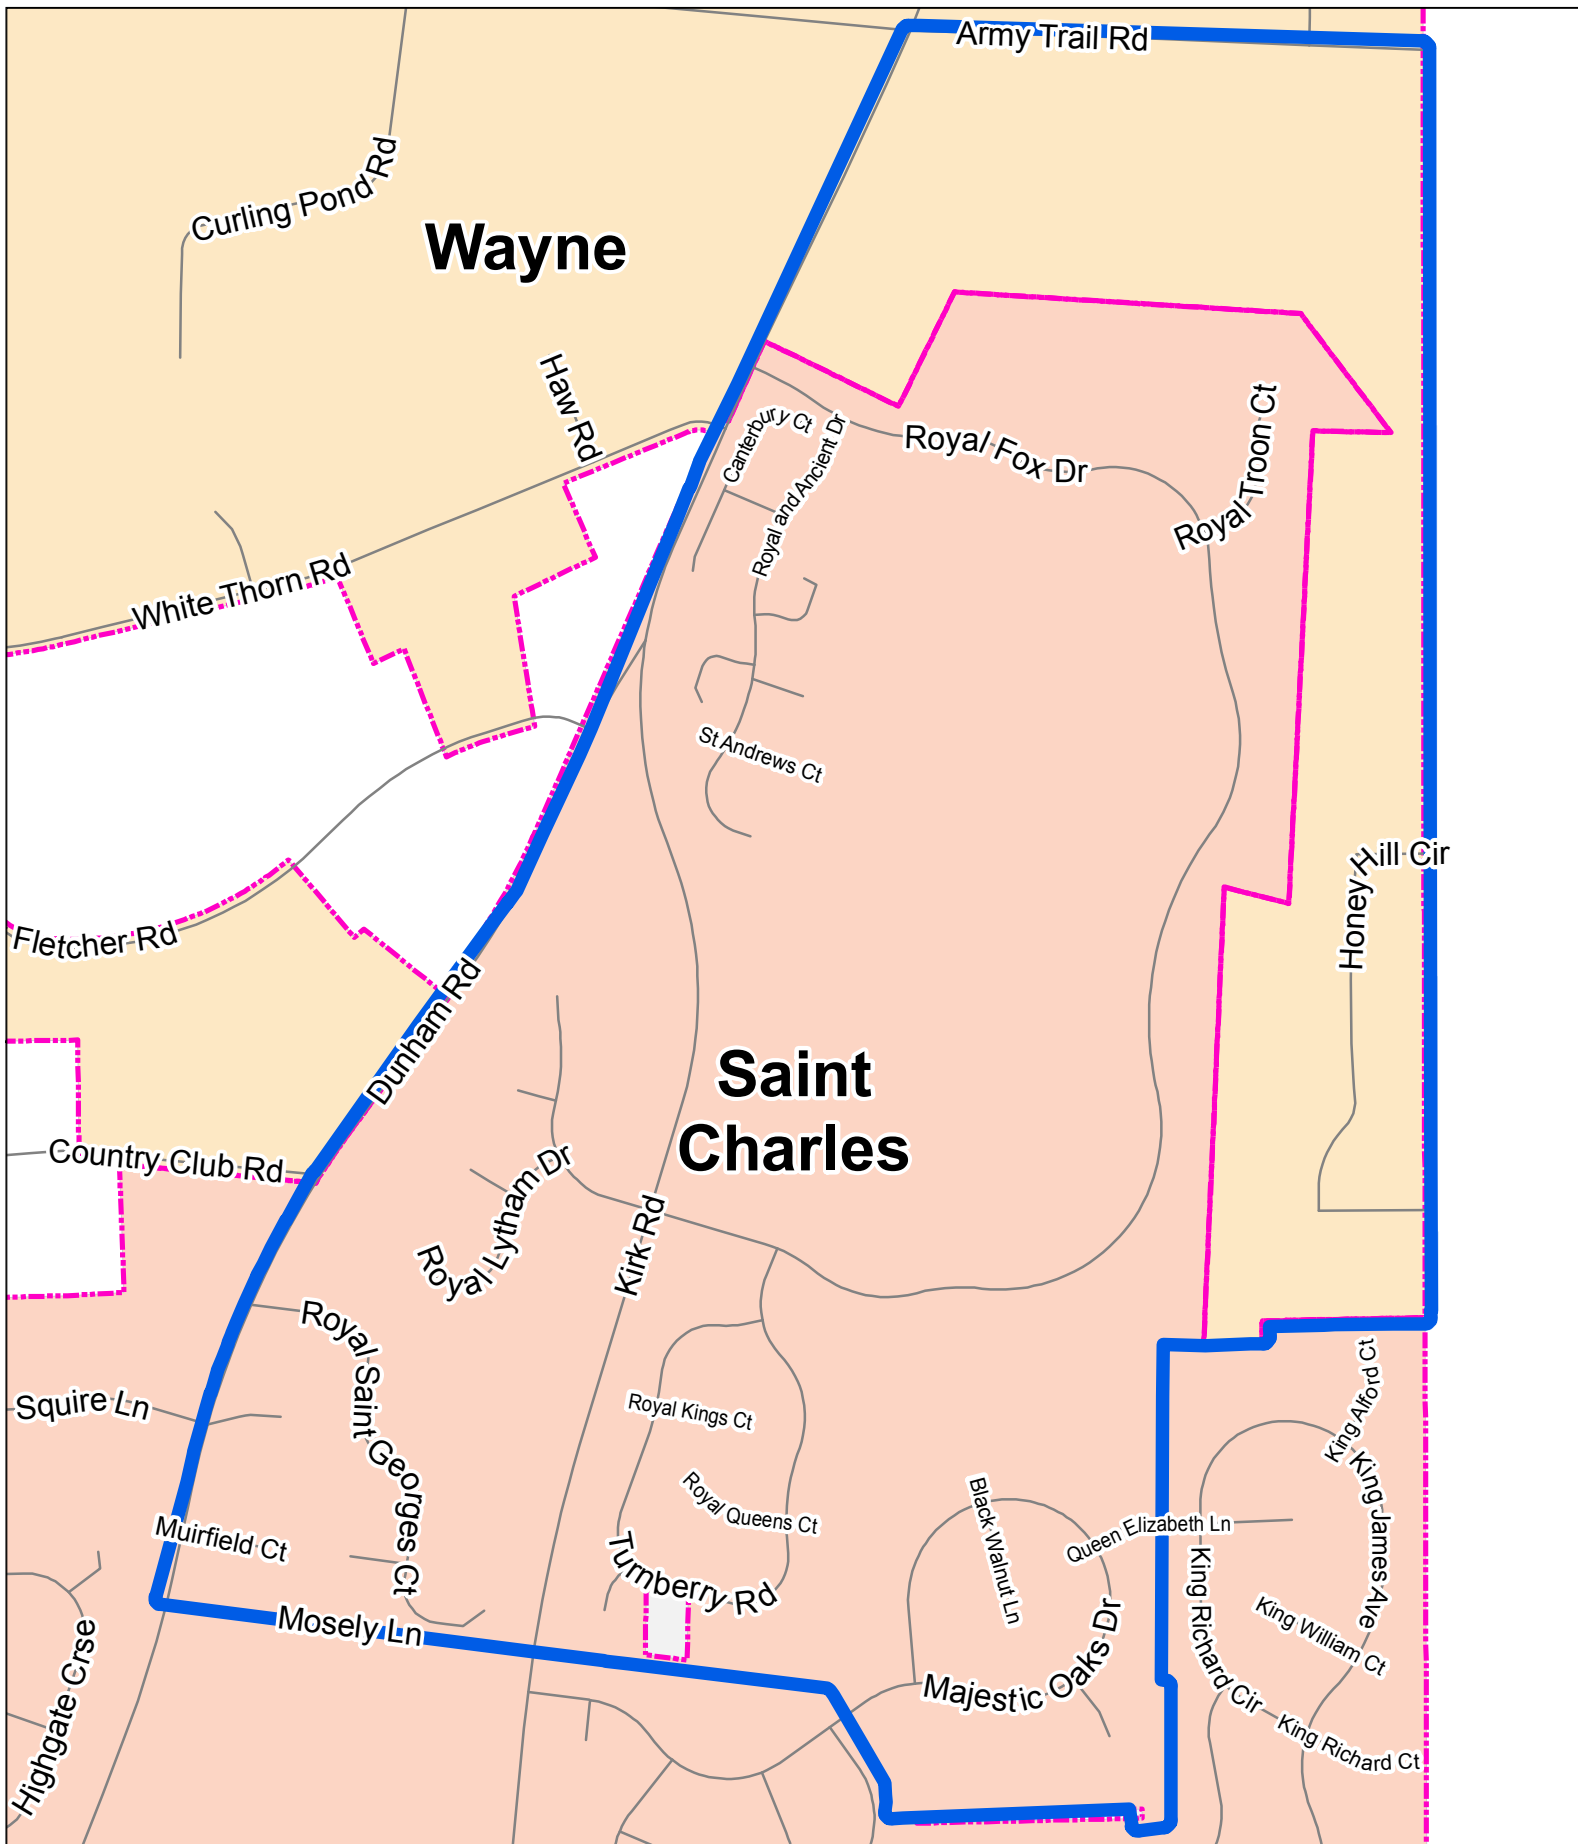 Army Trail Rd
Curling Pond Rd
Wayne
Haw Rd
Canterbury Ct
Royal and Ancient Dr
Royal Fox Dr
Royal Troon Ct
White Thorn Rd
St Andrews Ct
Honey Hill Cir
Fletcher Rd
Dunham Rd
Saint
Charles
Country Club Rd
Royal Lytham Dr
Kirk Rd
Royal Saint Georges Ct
Squire Ln
Royal Kings Ct
King Alford Ct
King James Ave
Royal Queens Ct
Black Walnut Ln
Queen Elizabeth Ln
Muirfield Ct
Turnberry Rd
King Richard Cir
King William Ct
Mosely Ln
Majestic Oaks Dr
Highgate Crse
King Richard Ct